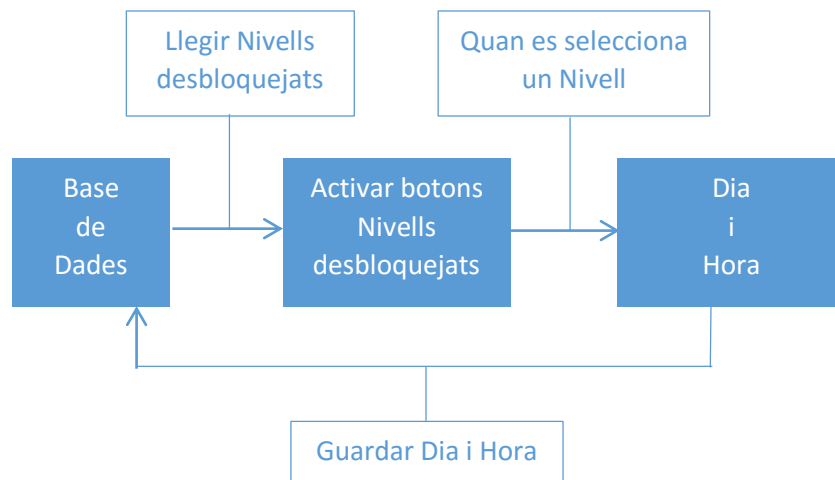 Llegir Nivells
desbloquejats
Quan es selecciona
un Nivell
Base
de
Dades
Activar botons
Nivells
desbloquejats
Dia
i
Hora
Guardar Dia i Hora